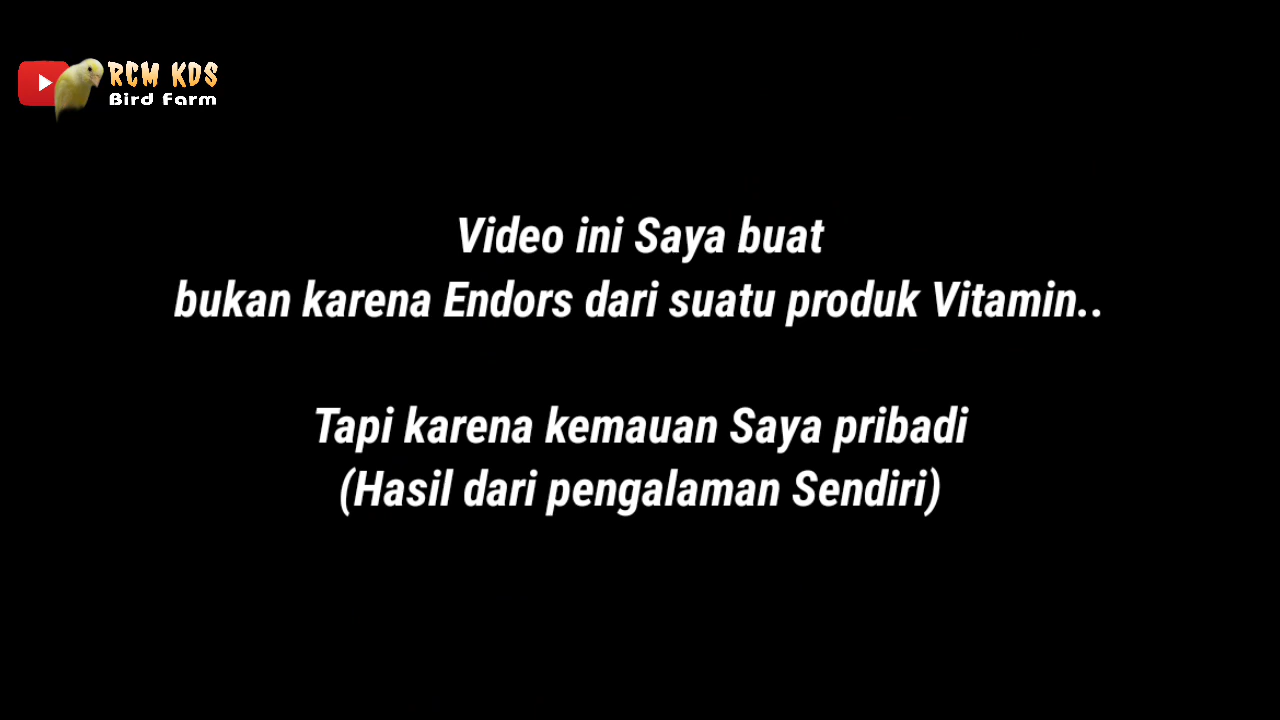 RCM KDS
Bird Farm
Video ini Saya buat
bukan karena Endors dari suatu produk Vitamin..
Tapi karena kemauan Saya pribadi
(Hasil dari pengalaman Sendiri)